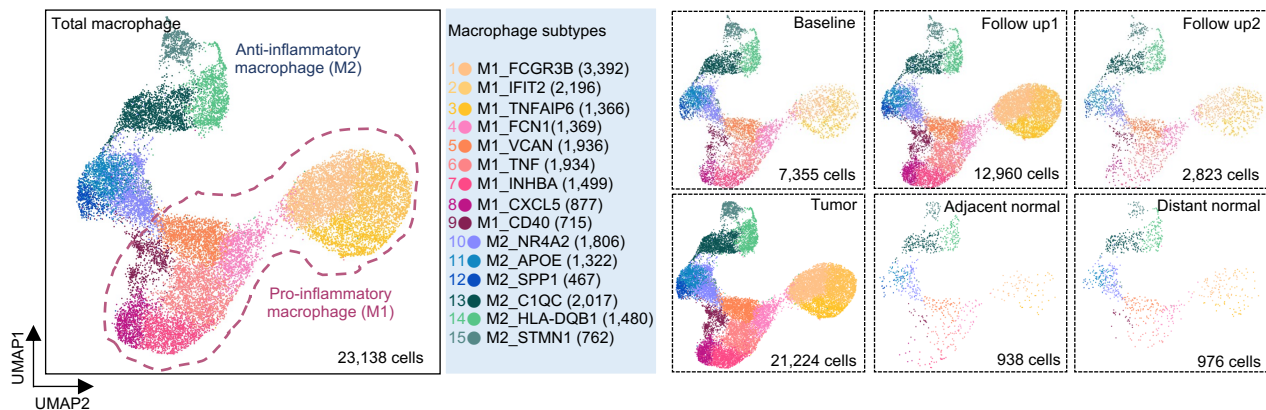 Total macrophage
Anti-inflammatory
macrophage (M2)
Pro-inflammatory
macrophage (M1)
23,138 cells
UMAP1
UMAP2
Macrophage subtypes
1 M1_FCGR3B (3,392)
2 M1_IFIT2 (2,196)
3 M1_TNFAIP6 (1,366)
4 M1_FCN1(1,369)
5 M1_VCAN (1,936)
6 M1_TNF (1,934)
7 M1_INHBA (1,499)
8 M1_CXCL5 (877)
9 M1_CD40 (715)
10 M2_NR4A2 (1,806)
11 M2_APOE (1,322)
12 M2_SPP1 (467)
13 M2_C1QC (2,017)
14 M2_HLA-DQB1 (1,480)
15 M2_STMN1 (762)
Baseline
7,355 cells
Follow up1
12,960 cells
Follow up2
2,823 cells
Tumor
21,224 cells
Adjacent normal
938 cells
Distant normal
976 cells